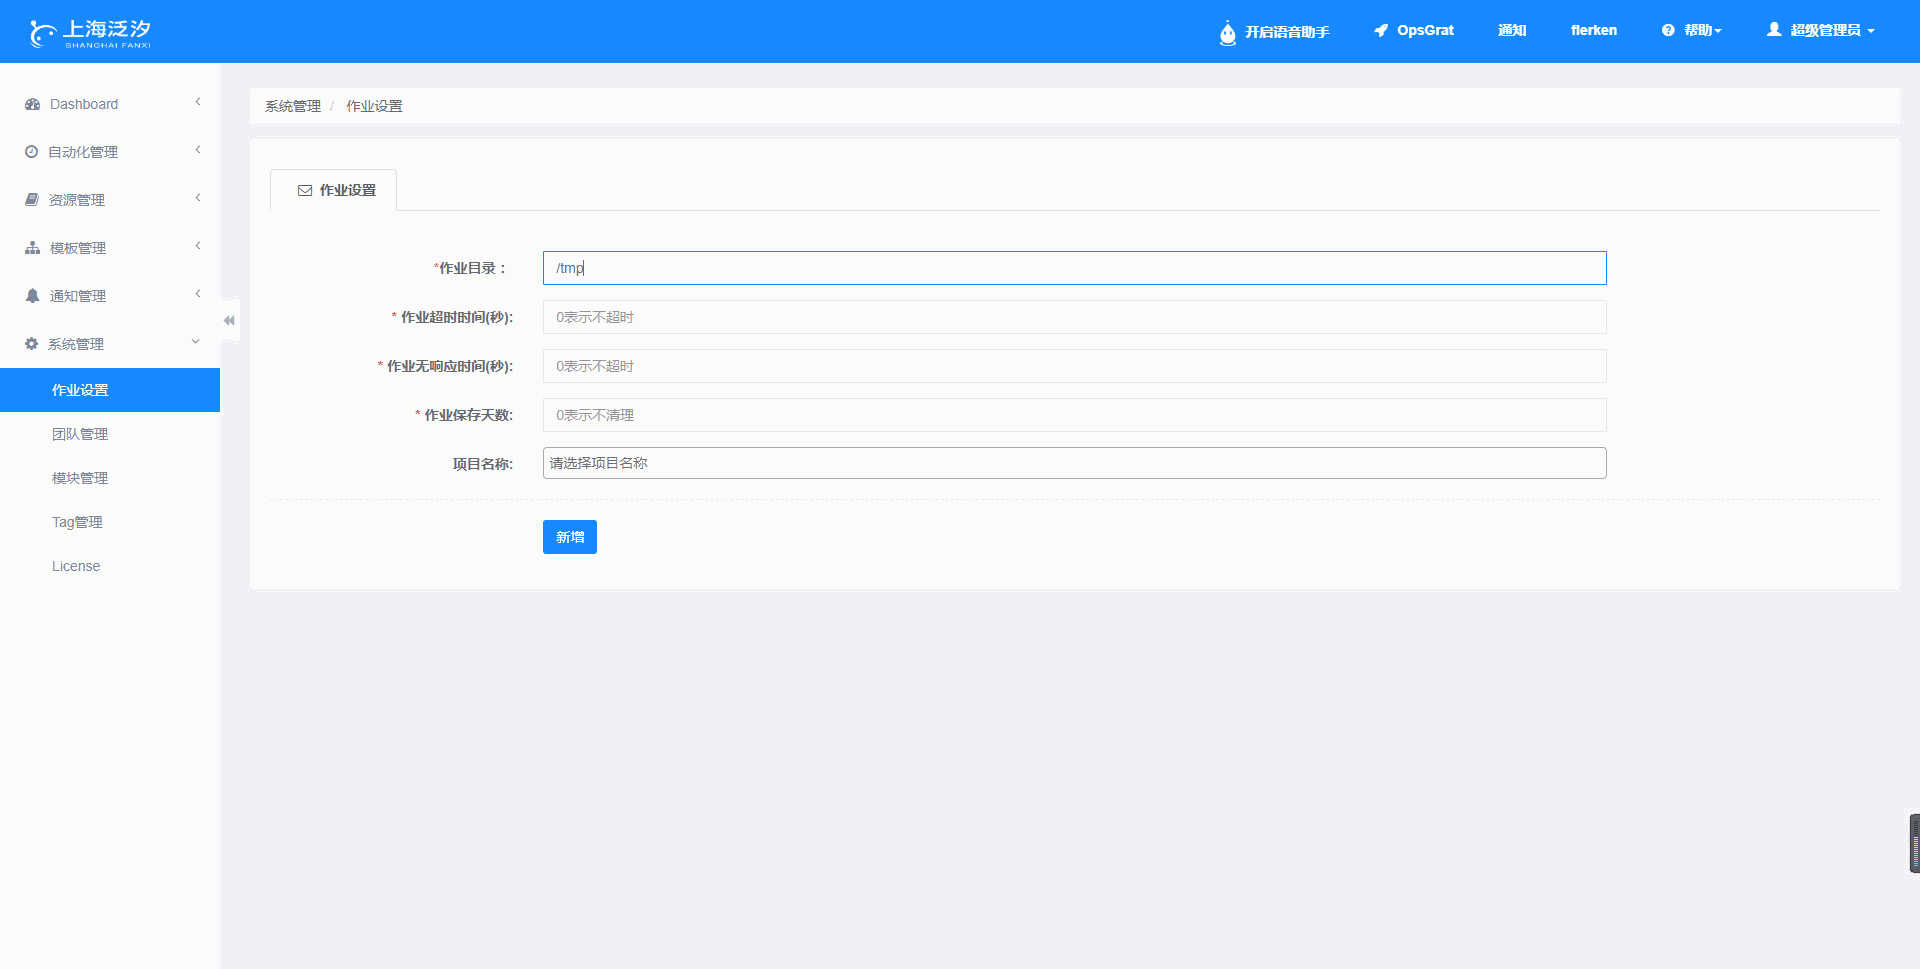 上海泛汐
SHANGHAI FANXI
开启语音助手
OpsGrat
通知
flerken
帮助
超级管理员
Dashboard
自动化管理
资源管理
模板管理
通知管理
系统管理
作业设置
团队管理
模块管理
Tag管理
License
系统管理 / 作业设置
作业设置
*作业目录： /tmp
* 作业超时时间(秒): 0表示不超时
* 作业无响应时间(秒): 0表示不超时
* 作业保存天数: 0表示不清理
项目名称: 请选择项目名称
新增